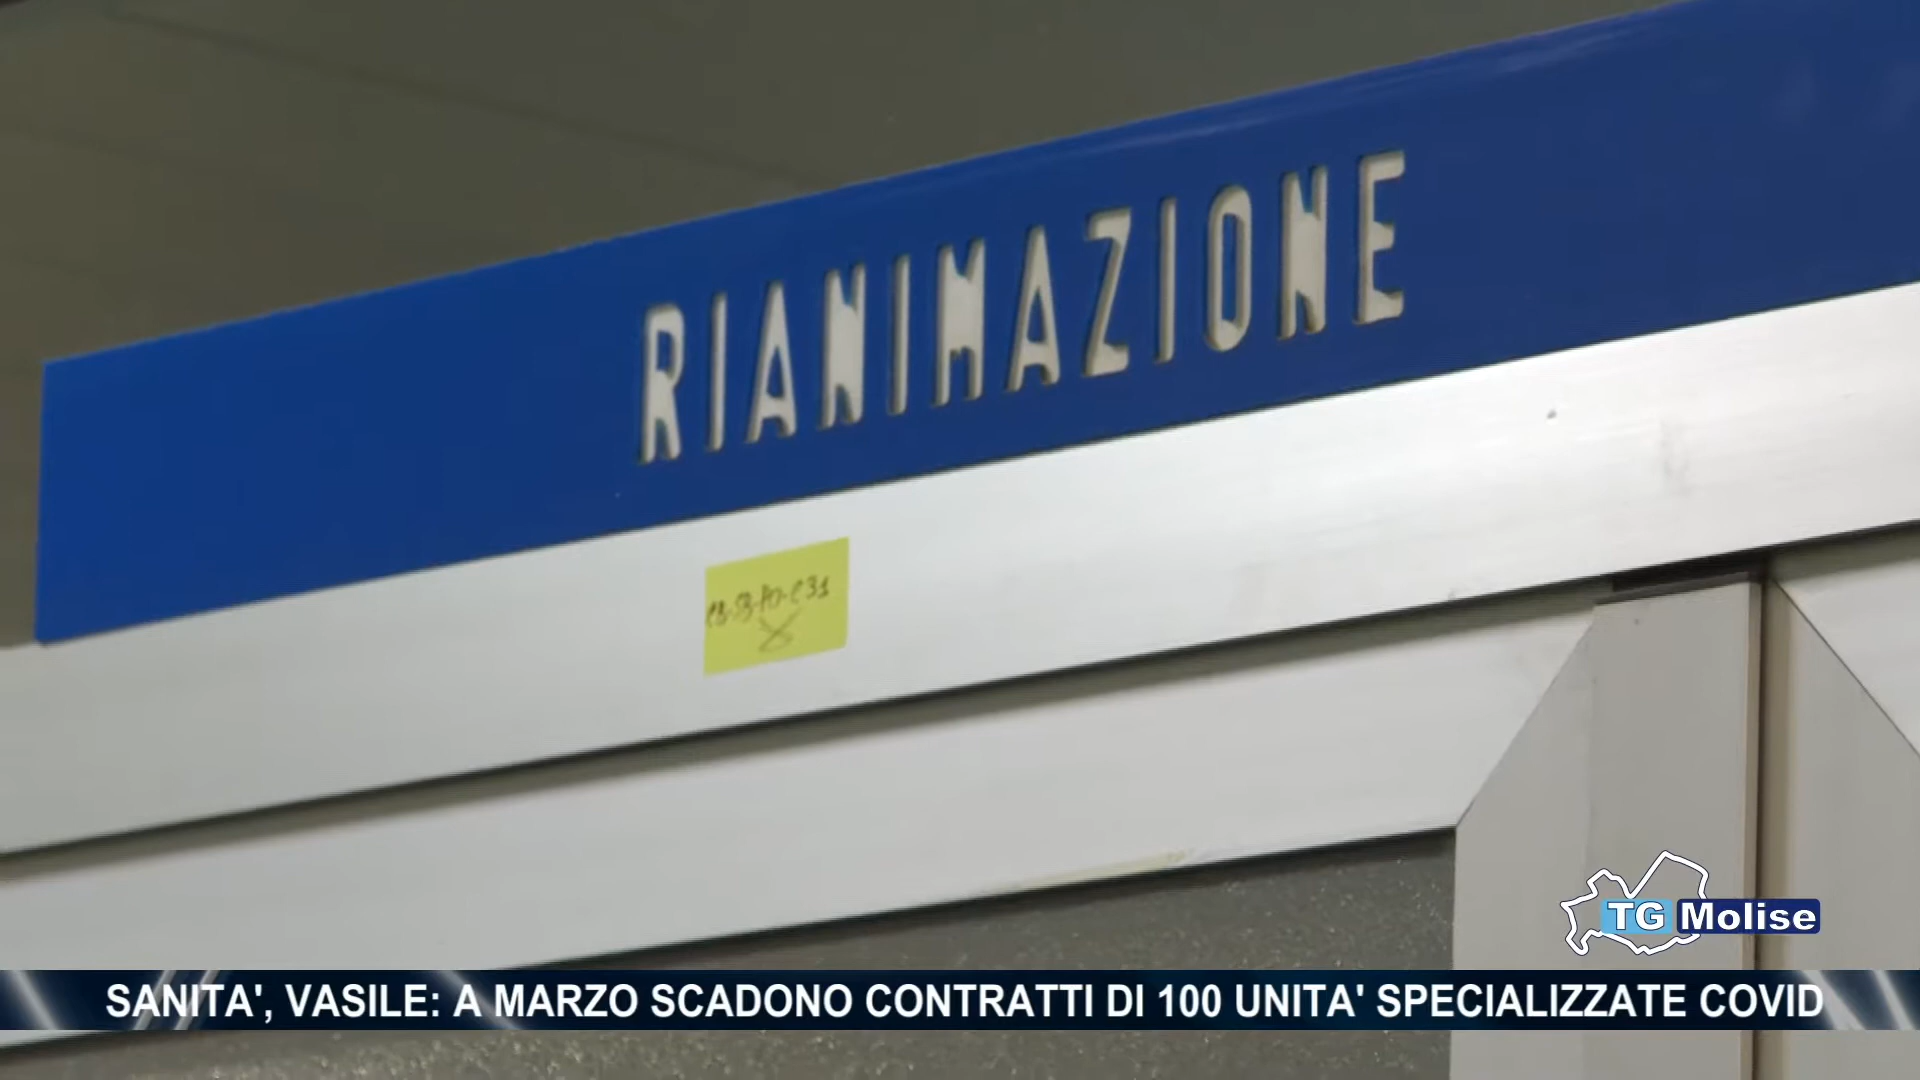 RIANIMAZIONE
TG Molise
SANITA', VASILE: A MARZO SCADONO CONTRATTI DI 100 UNITA' SPECIALIZZATE COVID